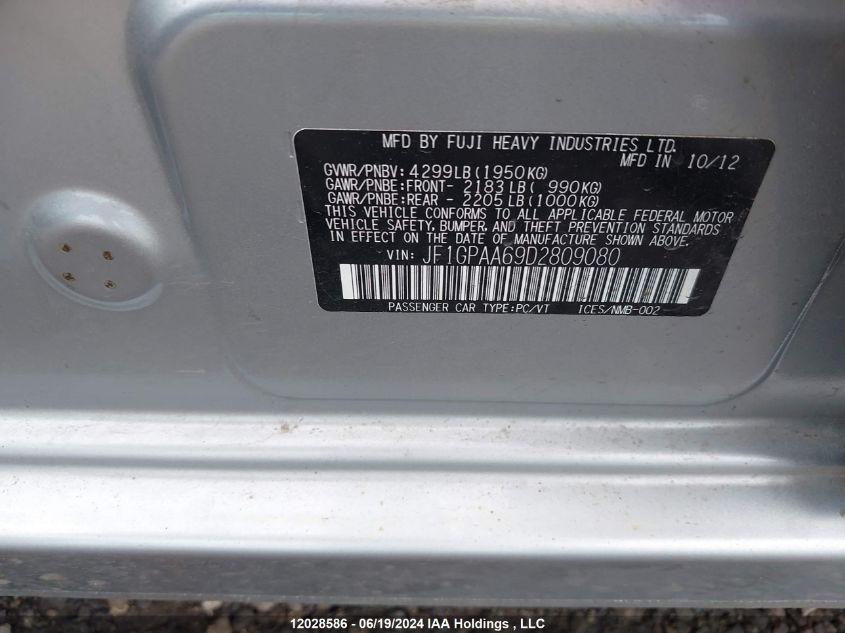 MFD BY FUJI HEAVY INDUSTRIES LTD.
MFD IN 10/12
GVWR/PNBV: 4299LB(1950KG)
GAWR/PNBE:FRONT- 2183LB( 990KG)
GAWR/PNBE:REAR - 2205LB(1000KG)
THIS VEHICLE CONFORMS TO ALL APPLICABLE FEDERAL MOTOR
VEHICLE SAFETY, BUMPER, AND THEFT PREVENTION STANDARDS
IN EFFECT ON THE DATE OF MANUFACTURE SHOWN ABOVE.
VIN: JF1GPAA69D2809080
PASSENGER CAR TYPE:PC/VT ICES/NMB-002
12028586 - 06/19/2024 IAA Holdings , LLC